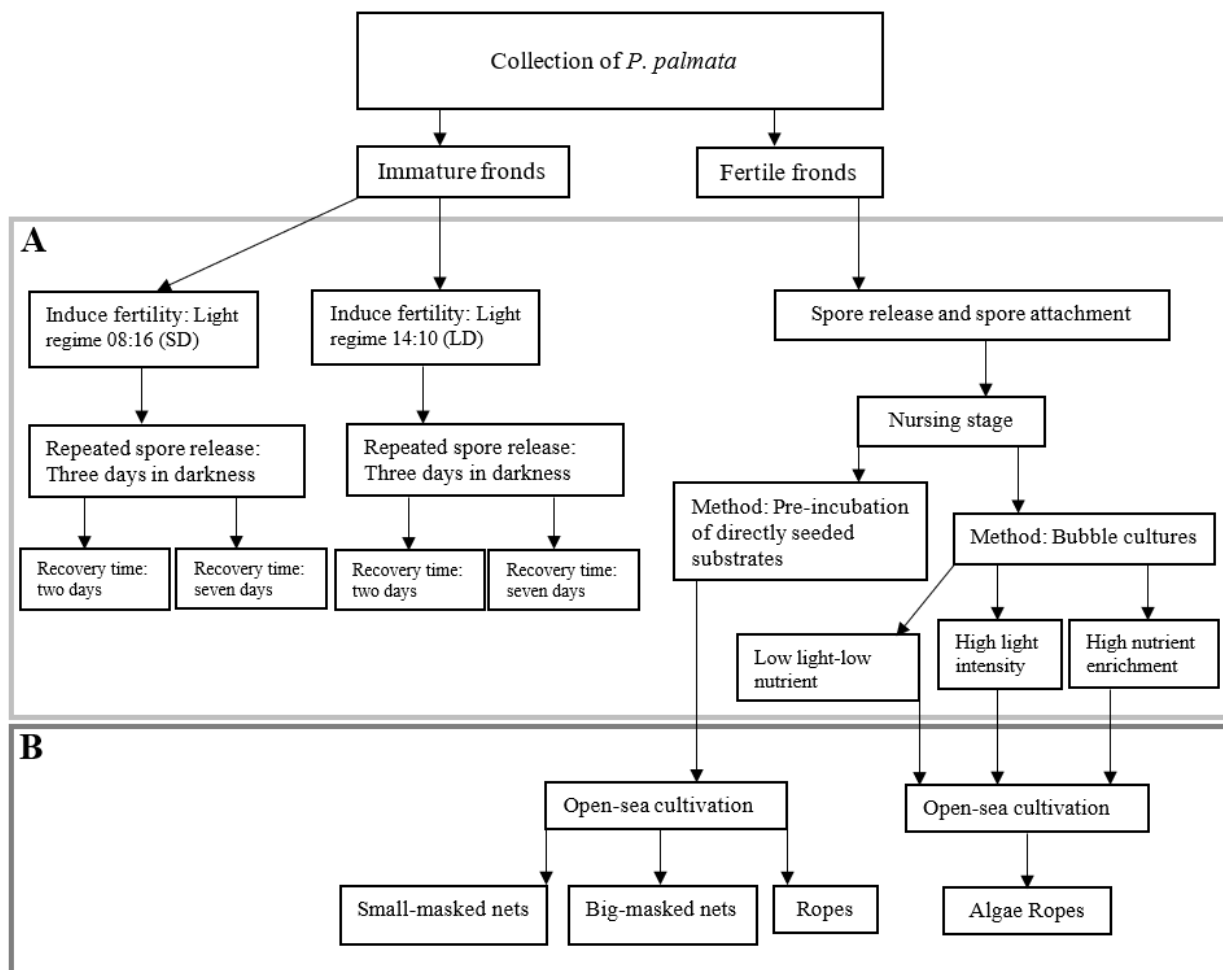 Collection of P. palmata
Immature fronds
Fertile fronds
A
Induce fertility: Light
regime 08:16 (SD)
Induce fertility: Light
regime 14:10 (LD)
Spore release and spore attachment
Nursing stage
Repeated spore release:
Three days in darkness
Repeated spore release:
Three days in darkness
Method: Pre-incubation
of directly seeded
substrates
Method: Bubble cultures
Recovery time:
two days
Recovery time:
seven days
Recovery time:
two days
Recovery time:
seven days
Low light-low
nutrient
High light
intensity
High nutrient
enrichment
B
Open-sea cultivation
Open-sea cultivation
Small-masked nets
Big-masked nets
Ropes
Algae Ropes